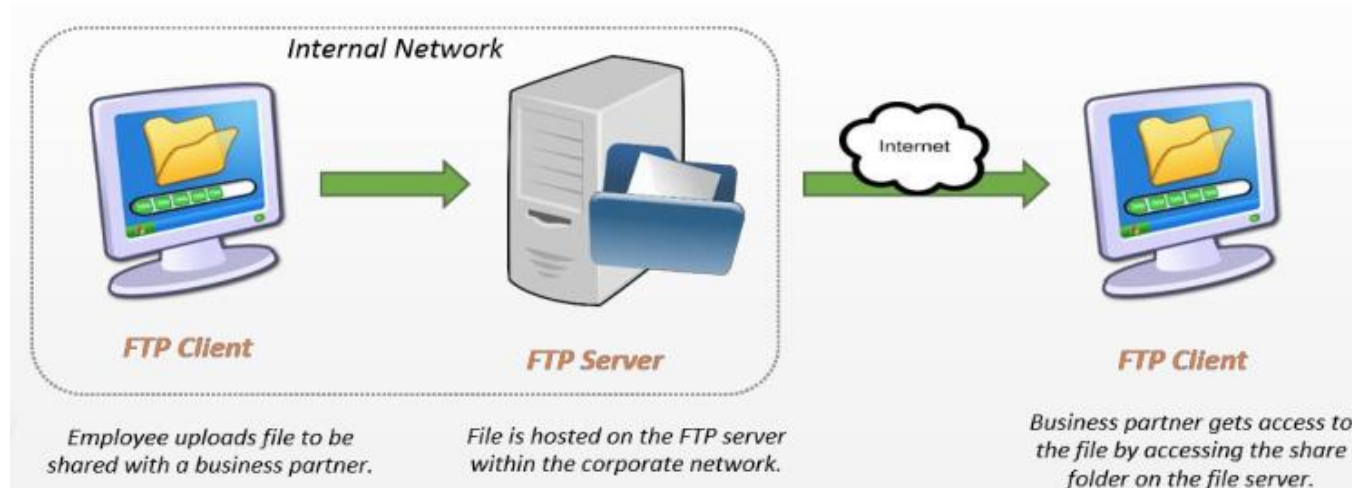 Internal Network
Internet
FTP Client
FTP Server
FTP Client
Employee uploads file to be
shared with a business partner.
File is hosted on the FTP server
within the corporate network.
Business partner gets access to
the file by accessing the share
folder on the file server.